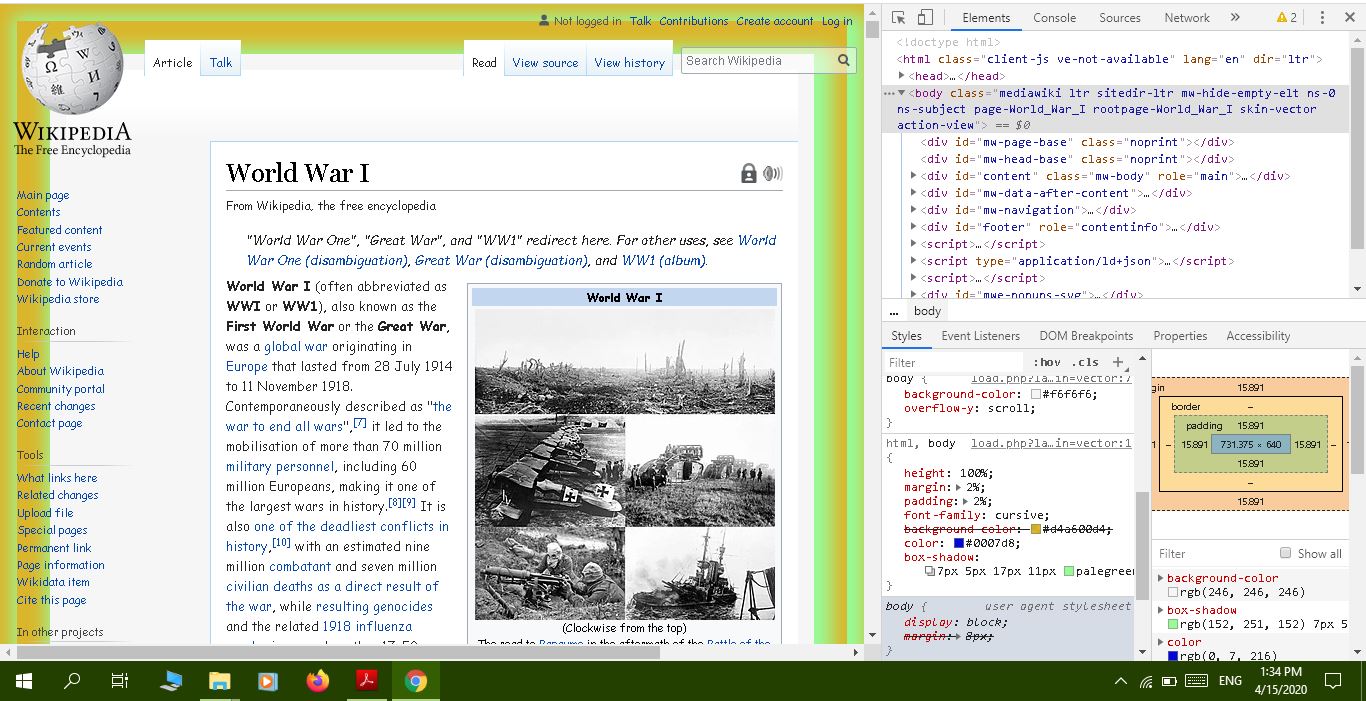 Not logged in Talk Contributions Create account Log in
Article Talk Read View source View history Search Wikipedia
WIKIPEDIA
The Free Encyclopedia
Main page
Contents
Featured content
Current events
Random article
Donate to Wikipedia
Wikipedia store
Interaction
Help
About Wikipedia
Community portal
Recent changes
Contact page
Tools
What links here
Related changes
Upload file
Special pages
Permanent link
Page information
Wikidata item
Cite this page
In other projects
World War I
From Wikipedia, the free encyclopedia
"World War One", "Great War", and "WW1" redirect here. For other uses, see World
War One (disambiguation), Great War (disambiguation), and WW1 (album).
World War I (often abbreviated as
WWI or WW1), also known as the
First World War or the Great War,
was a global war originating in
Europe that lasted from 28 July 1914
to 11 November 1918.
Contemporaneously described as "the
war to end all wars",[7] it led to the
mobilisation of more than 70 million
military personnel, including 60
million Europeans, making it one of
the largest wars in history.[8][9] It is
also one of the deadliest conflicts in
history,[10] with an estimated nine
million combatant and seven million
civilian deaths as a direct result of
the war, while resulting genocides
and the related 1918 influenza
World War I
(Clockwise from the top)
The road to Bapaume in the aftermath of the Battle of the
Elements Console Sources Network » 2
<!doctype html>
<html class="client-js ve-not-available" lang="en" dir="ltr">
<head>…</head>
<body class="mediawiki ltr sitedir-ltr mw-hide-empty-elt ns-0
ns-subject page-World_War_I rootpage-World_War_I skin-vector
action-view"> == $0
<div id="mw-page-base" class="noprint"></div>
<div id="mw-head-base" class="noprint"></div>
<div id="content" class="mw-body" role="main">…</div>
<div id="mw-data-after-content">…</div>
<div id="mw-navigation">…</div>
<div id="footer" role="contentinfo">…</div>
<script>…</script>
<script type="application/ld+json">…</script>
<script>…</script>
… body
Styles Event Listeners DOM Breakpoints Properties Accessibility
Filter :hov .cls +
body { load.php?la…in=vector:7
background-color: #f6f6f6;
overflow-y: scroll;
}
html, body load.php?la…in=vector:1
{
height: 100%;
margin: 2%;
padding: 2%;
font-family: cursive;
background-color: #d4a600d4;
color: #0007d8;
box-shadow:
7px 5px 17px 11px palegreen
}
body { user agent stylesheet
display: block;
margin: 8px;
}
15.891
border –
padding 15.891
– 15.891 731.375 × 640 15.891 –
15.891
–
15.891
Filter Show all
background-color
rgb(246, 246, 246)
box-shadow
rgb(152, 251, 152) 7px 5
color
rgb(0, 7, 216)
ENG
1:34 PM
4/15/2020